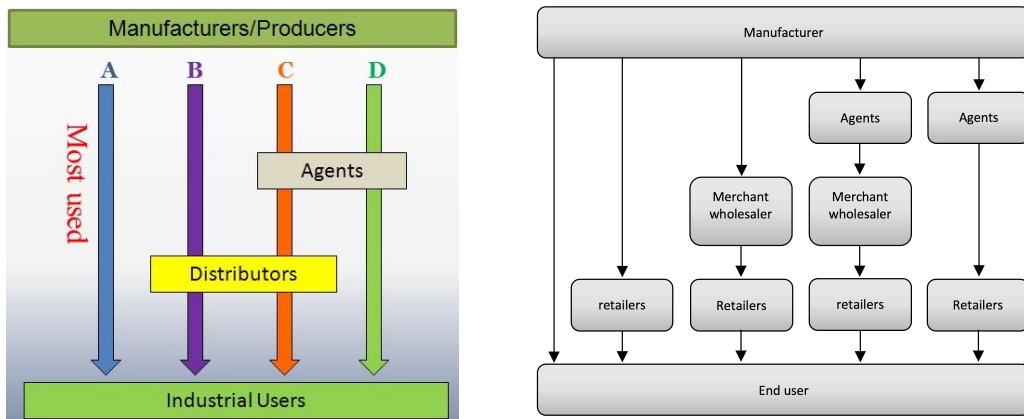 Manufacturers/Producers
A B C D
Most used
Agents
Distributors
Industrial Users
Manufacturer
Agents
Agents
Merchant
wholesaler
Merchant
wholesaler
retailers
Retailers
retailers
Retailers
End user